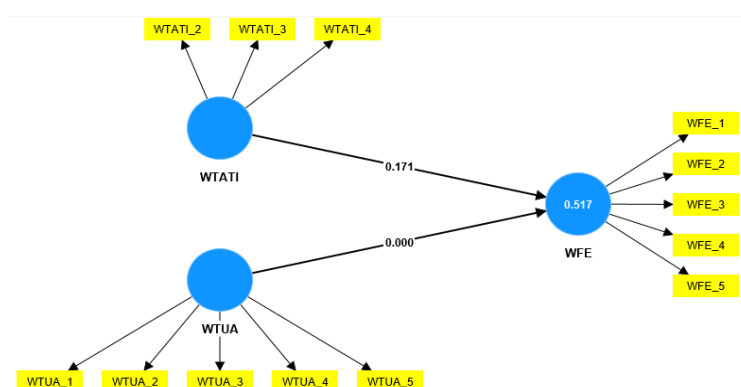 WTATI_2 WTATI_3 WTATI_4
WTATI
0.171
WFE_1
WFE_2
WFE_3
WFE_4
WFE_5
0.517
WFE
0.000
WTUA
WTUA_1 WTUA_2 WTUA_3 WTUA_4 WTUA_5